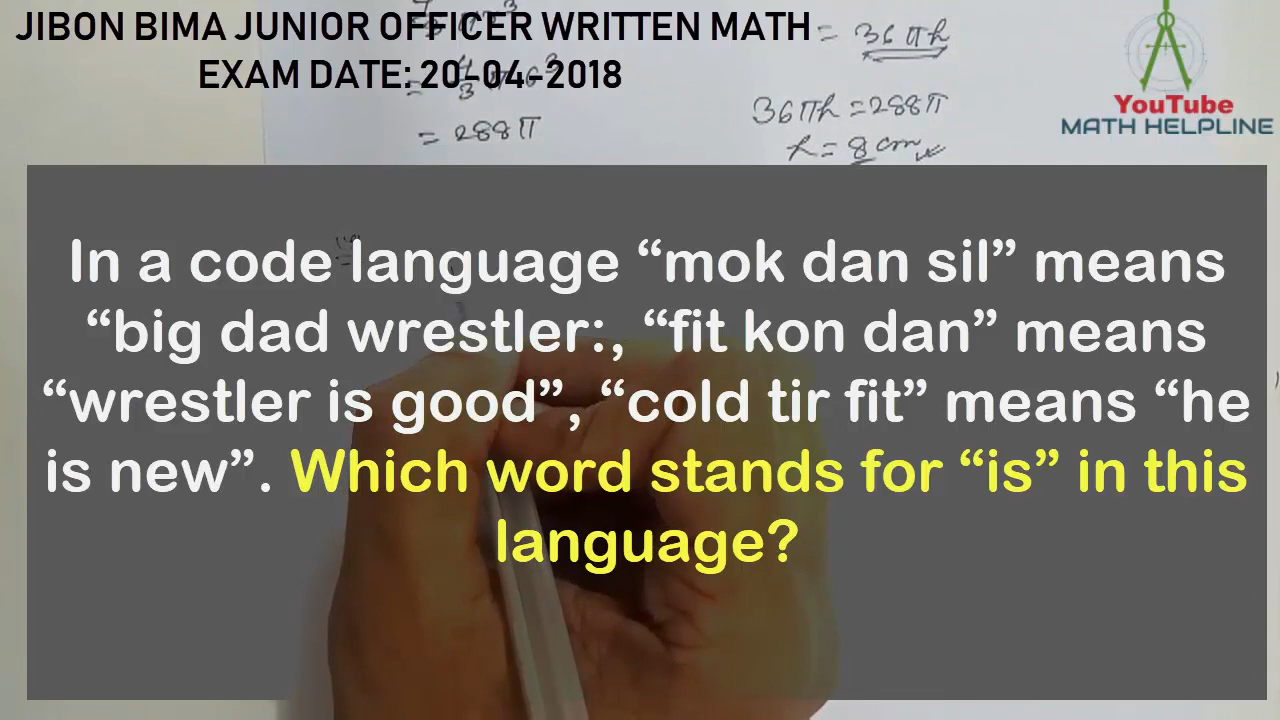 JIBON BIMA JUNIOR OFFICER WRITTEN MATH
EXAM DATE: 20-04-2018
= 288π
= 36πh
36πh = 288π
h = 8 cm
YouTube
MATH HELPLINE
In a code language “mok dan sil” means
“big dad wrestler:, “fit kon dan” means
“wrestler is good”, “cold tir fit” means “he
is new”. Which word stands for “is” in this
language?